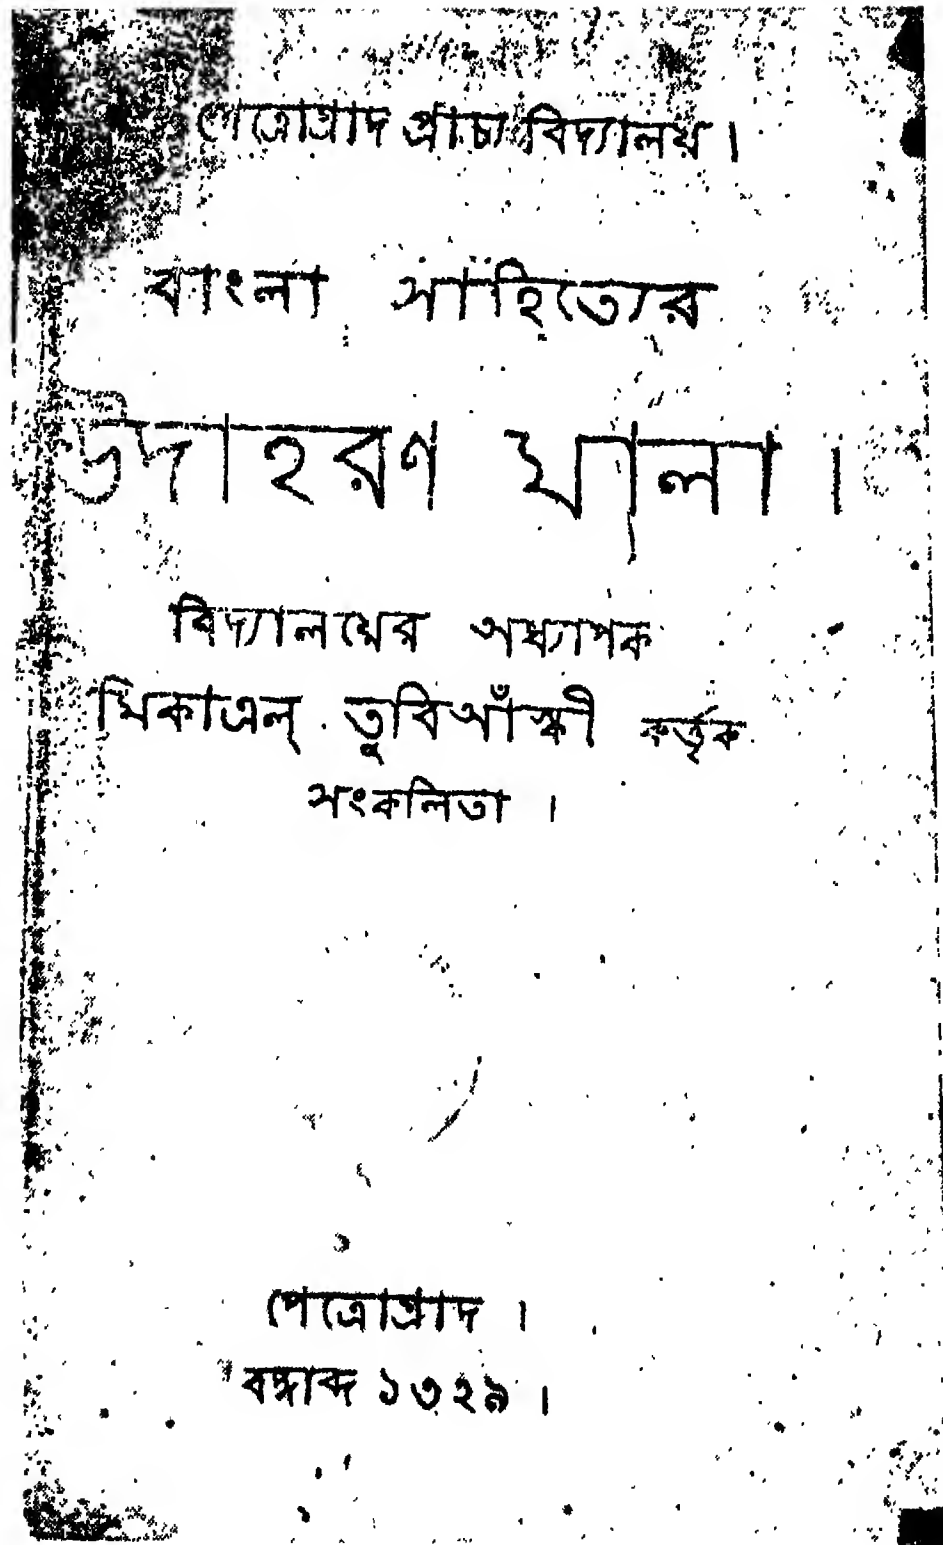 পেত্রোগ্রাদ প্রাচ্য বিদ্যালয় ।
বাংলা সাহিত্যের
উদাহরণ মালা ।
বিদ্যালয়ের অধ্যাপক
মিকাএল্ তুবিআঁস্কী কর্তৃক
সংকলিতা ।
পেত্রোগ্রাদ ।
বঙ্গাব্দ ১৩২৯ ।